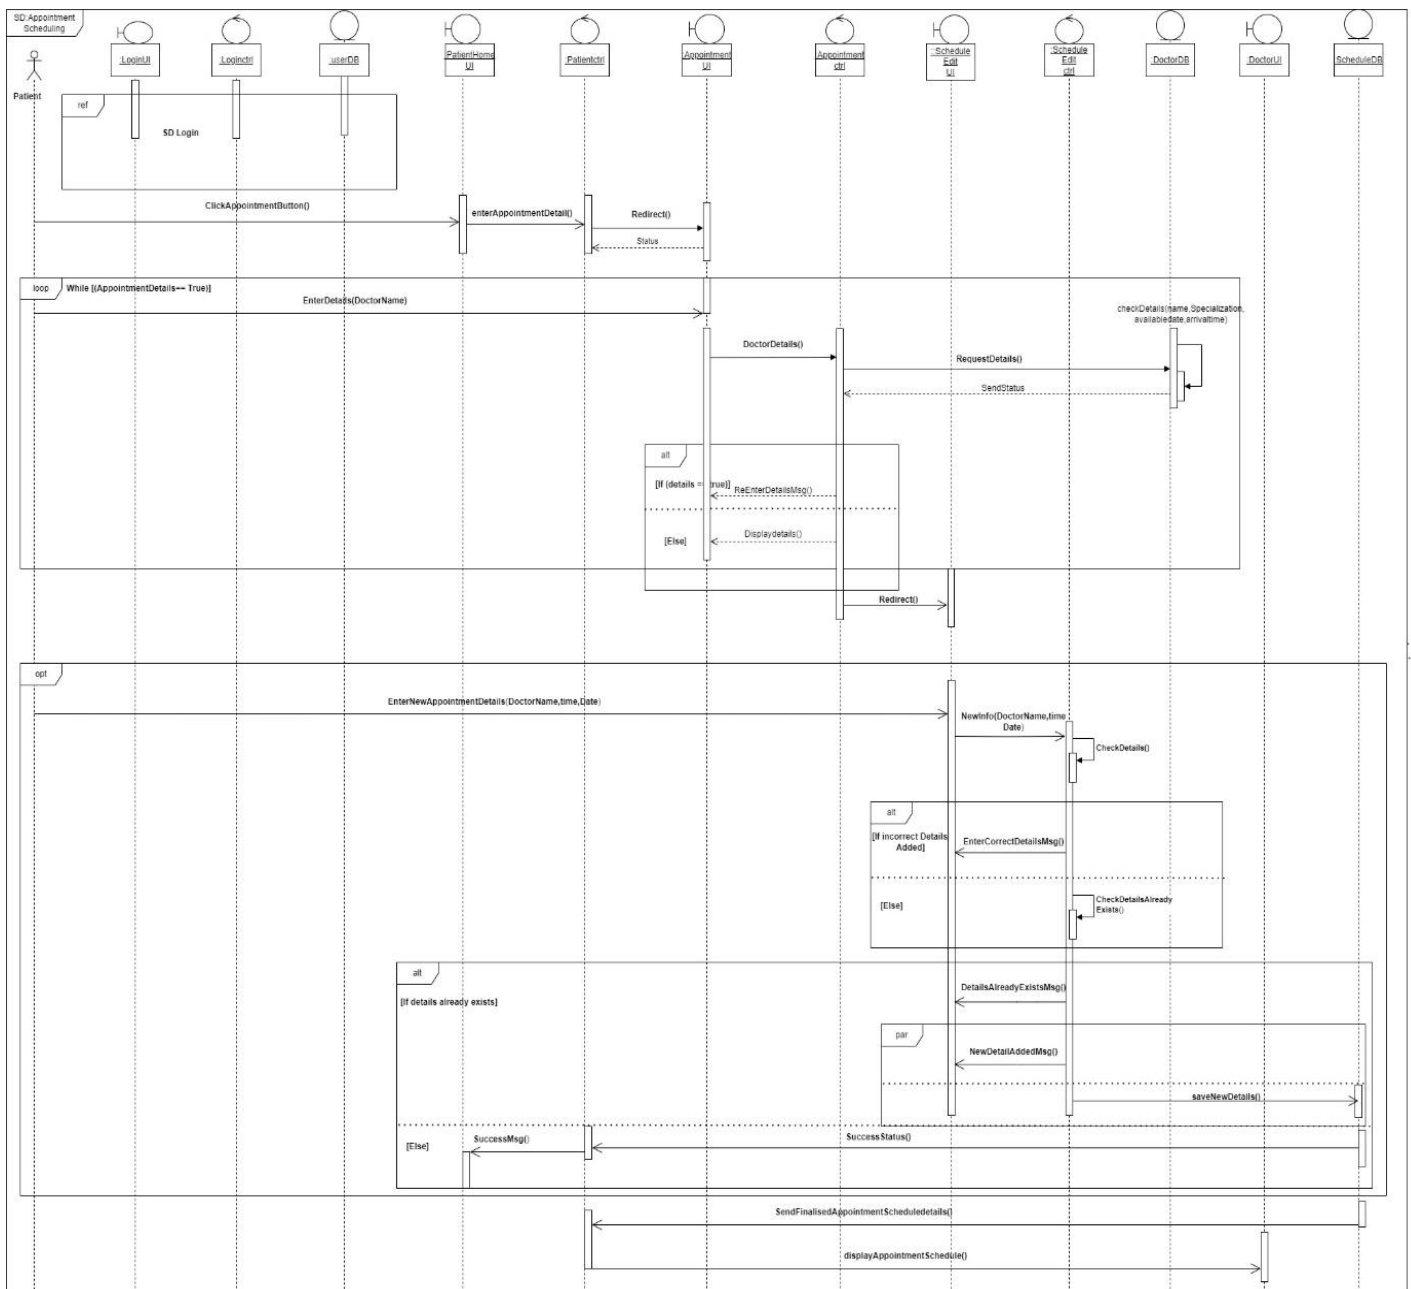 SD:Appointment
Scheduling
Patient
:LoginUI
:Loginctrl
:userDB
:PatientHome
UI
:Patientctrl
:Appointment
UI
:Appointment
ctrl
:Schedule
Edit
UI
:Schedule
Edit
ctrl
:DoctorDB
:DoctorUI
:ScheduleDB
ref
SD Login
ClickAppointmentButton()
enterAppointmentDetail()
Redirect()
Status
loop
While [(AppointmentDetails== True)]
EnterDetails(DoctorName)
checkDetails(name,Specialization,
availabledate,arrivaltime)
DoctorDetails()
RequestDetails()
SendStatus
alt
[If (details == true)]
ReEnterDetailsMsg()
[Else]
Displaydetails()
Redirect()
opt
EnterNewAppointmentDetails(DoctorName,time,Date)
NewInfo(DoctorName,time
Date)
CheckDetails()
alt
[If incorrect Details
Added]
EnterCorrectDetailsMsg()
[Else]
CheckDetailsAlready
Exists()
alt
[If details already exists]
DetailsAlreadyExistsMsg()
par
NewDetailAddedMsg()
saveNewDetails()
[Else]
SuccessMsg()
SuccessStatus()
SendFinalisedAppointmentScheduledetails()
displayAppointmentSchedule()